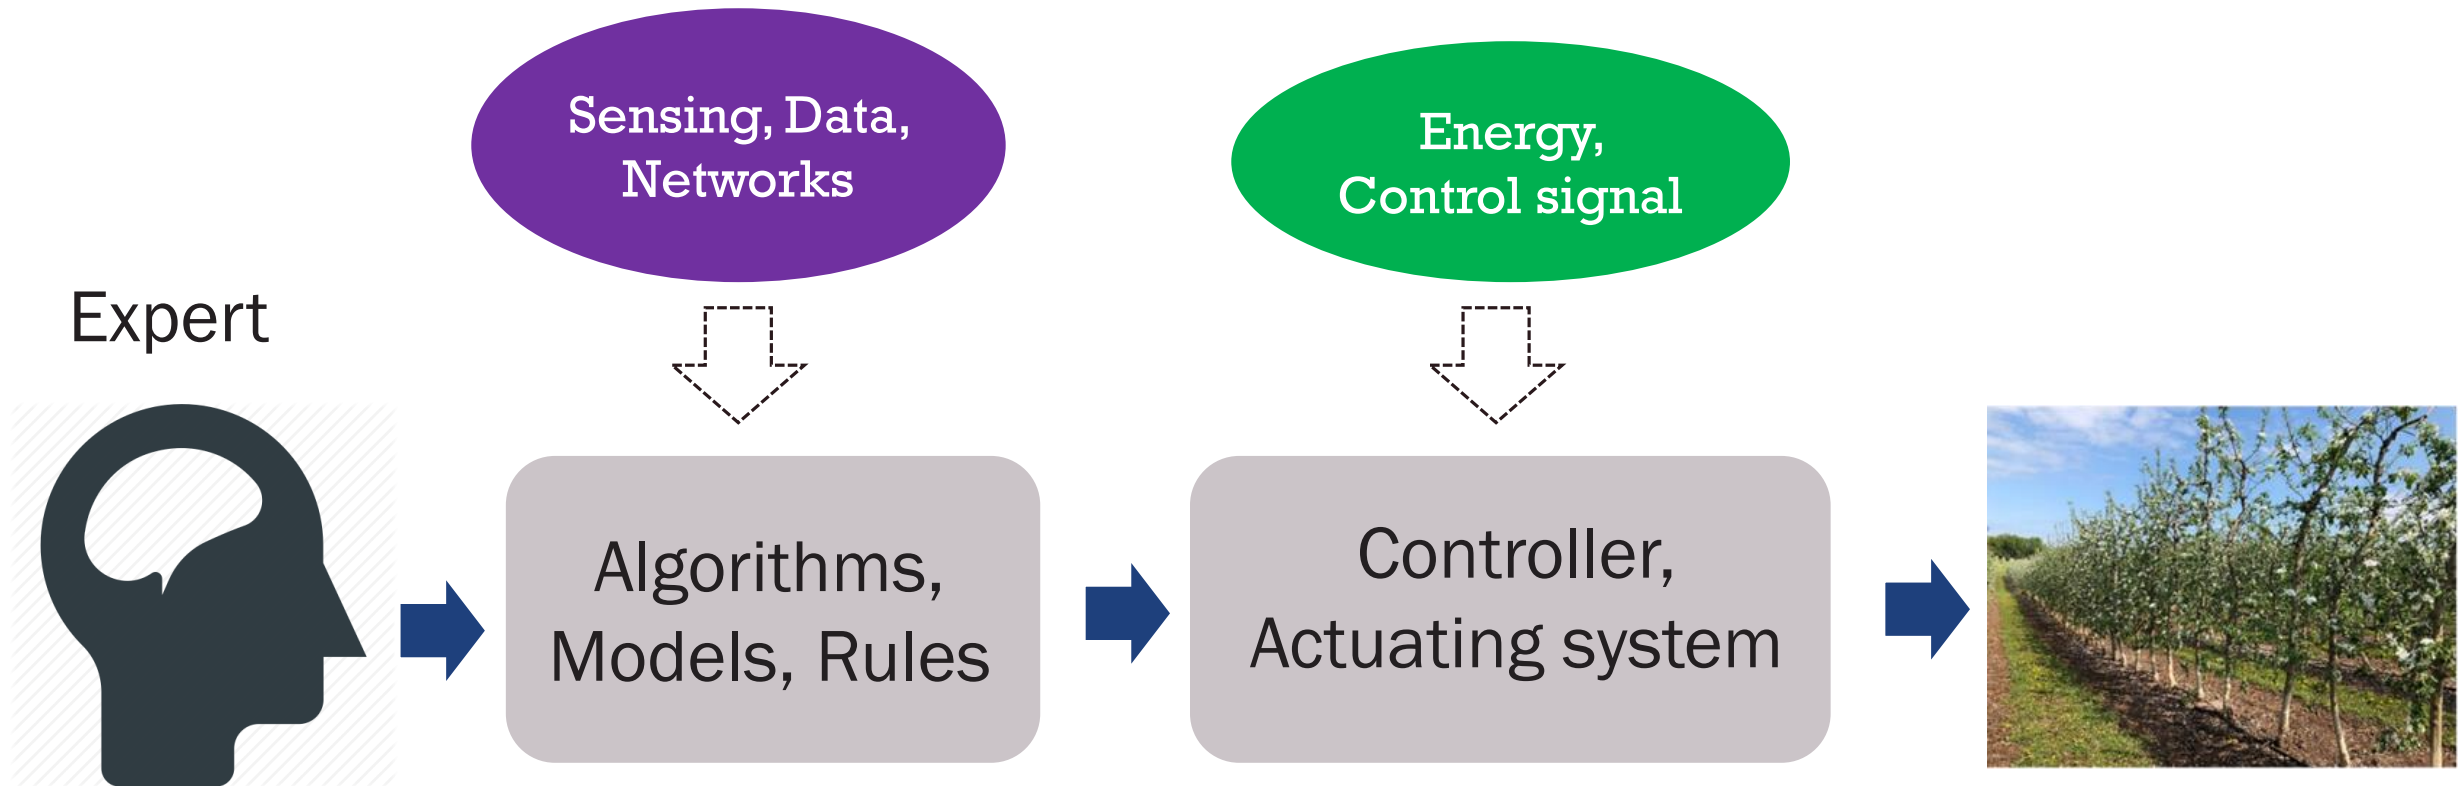 Sensing, Data,
Networks
Energy,
Control signal
Expert
Algorithms,
Models, Rules
Controller,
Actuating system